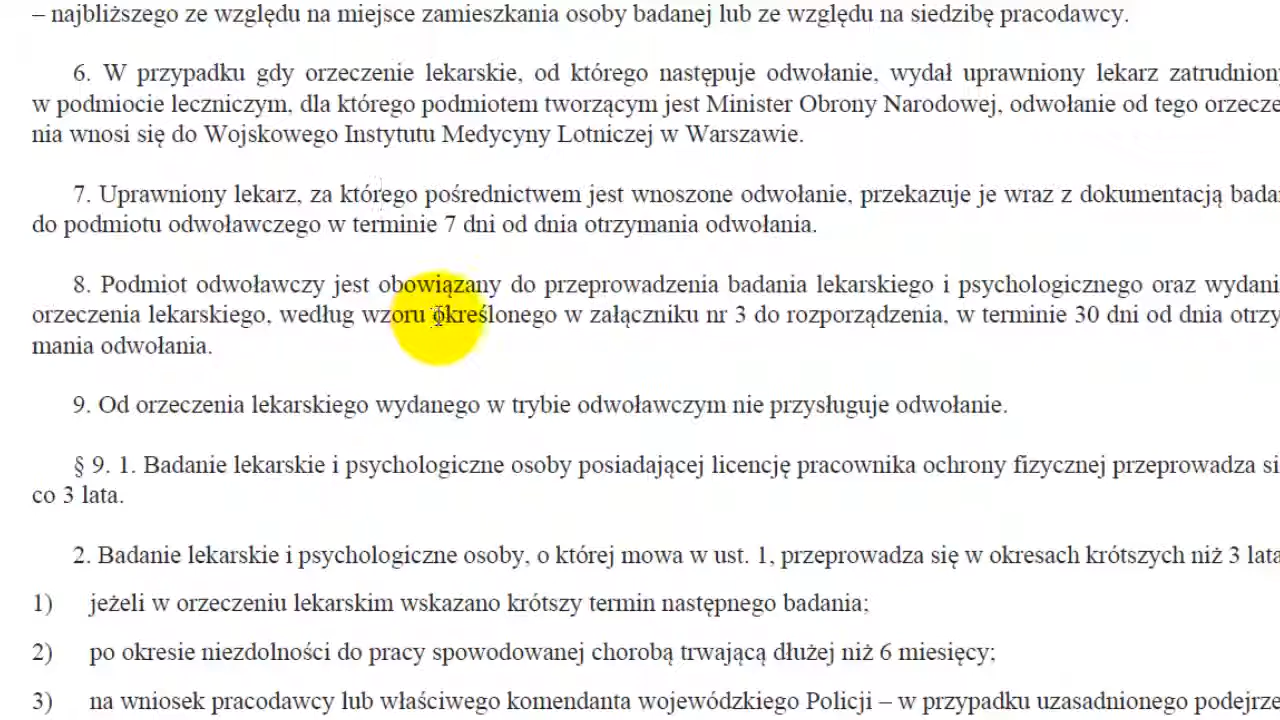 – najbliższego ze względu na miejsce zamieszkania osoby badanej lub ze względu na siedzibę pracodawcy.
6. W przypadku gdy orzeczenie lekarskie, od którego następuje odwołanie, wydał uprawniony lekarz zatrudniony
w podmiocie leczniczym, dla którego podmiotem tworzącym jest Minister Obrony Narodowej, odwołanie od tego orzecze
nia wnosi się do Wojskowego Instytutu Medycyny Lotniczej w Warszawie.
7. Uprawniony lekarz, za którego pośrednictwem jest wnoszone odwołanie, przekazuje je wraz z dokumentacją bada
do podmiotu odwoławczego w terminie 7 dni od dnia otrzymania odwołania.
8. Podmiot odwoławczy jest obowiązany do przeprowadzenia badania lekarskiego i psychologicznego oraz wydani
orzeczenia lekarskiego, według wzoru określonego w załączniku nr 3 do rozporządzenia, w terminie 30 dni od dnia otrzy
mania odwołania.
9. Od orzeczenia lekarskiego wydanego w trybie odwoławczym nie przysługuje odwołanie.
§ 9. 1. Badanie lekarskie i psychologiczne osoby posiadającej licencję pracownika ochrony fizycznej przeprowadza si
co 3 lata.
2. Badanie lekarskie i psychologiczne osoby, o której mowa w ust. 1, przeprowadza się w okresach krótszych niż 3 lata
1) jeżeli w orzeczeniu lekarskim wskazano krótszy termin następnego badania;
2) po okresie niezdolności do pracy spowodowanej chorobą trwającą dłużej niż 6 miesięcy;
3) na wniosek pracodawcy lub właściwego komendanta wojewódzkiego Policji – w przypadku uzasadnionego podejrze